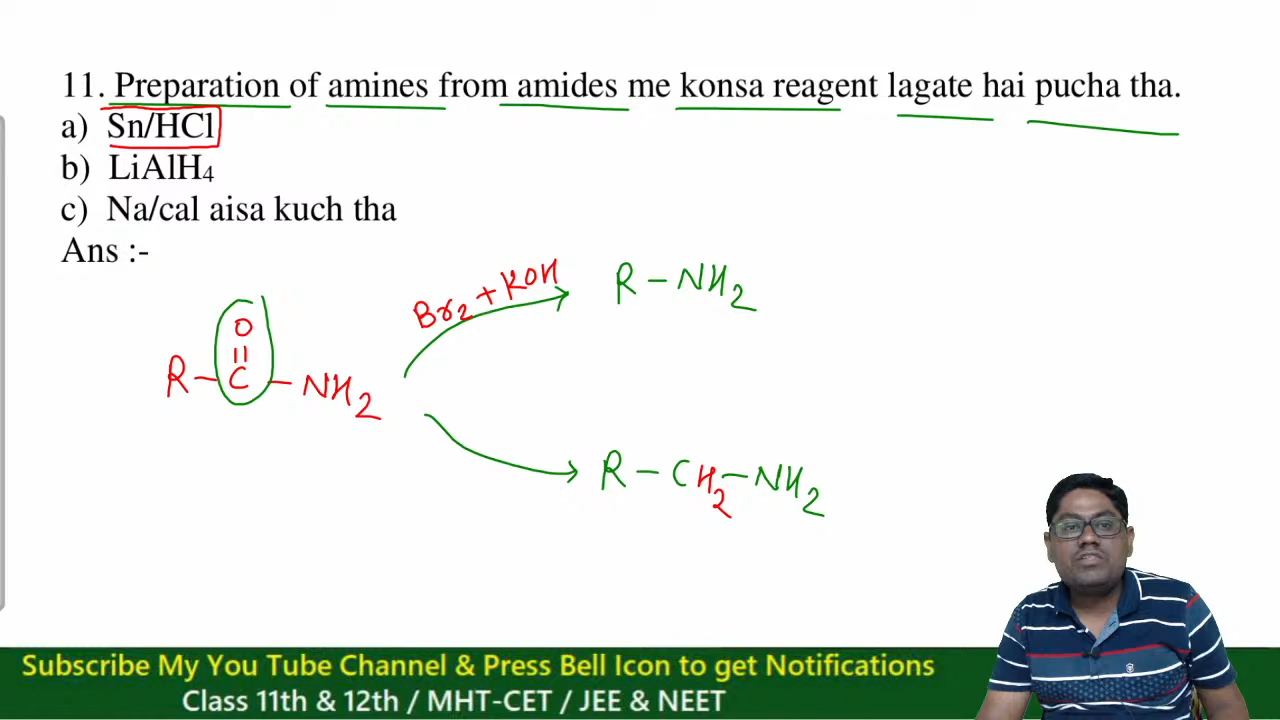 11. Preparation of amines from amides me konsa reagent lagate hai pucha tha.
a) Sn/HCl
b) LiAlH₄
c) Na/cal aisa kuch tha
Ans :-
Br₂ + KOH
R – NH₂
O
||
R – C – NH₂
R – CH₂ – NH₂
Subscribe My You Tube Channel & Press Bell Icon to get Notifications
Class 11th & 12th / MHT-CET / JEE & NEET